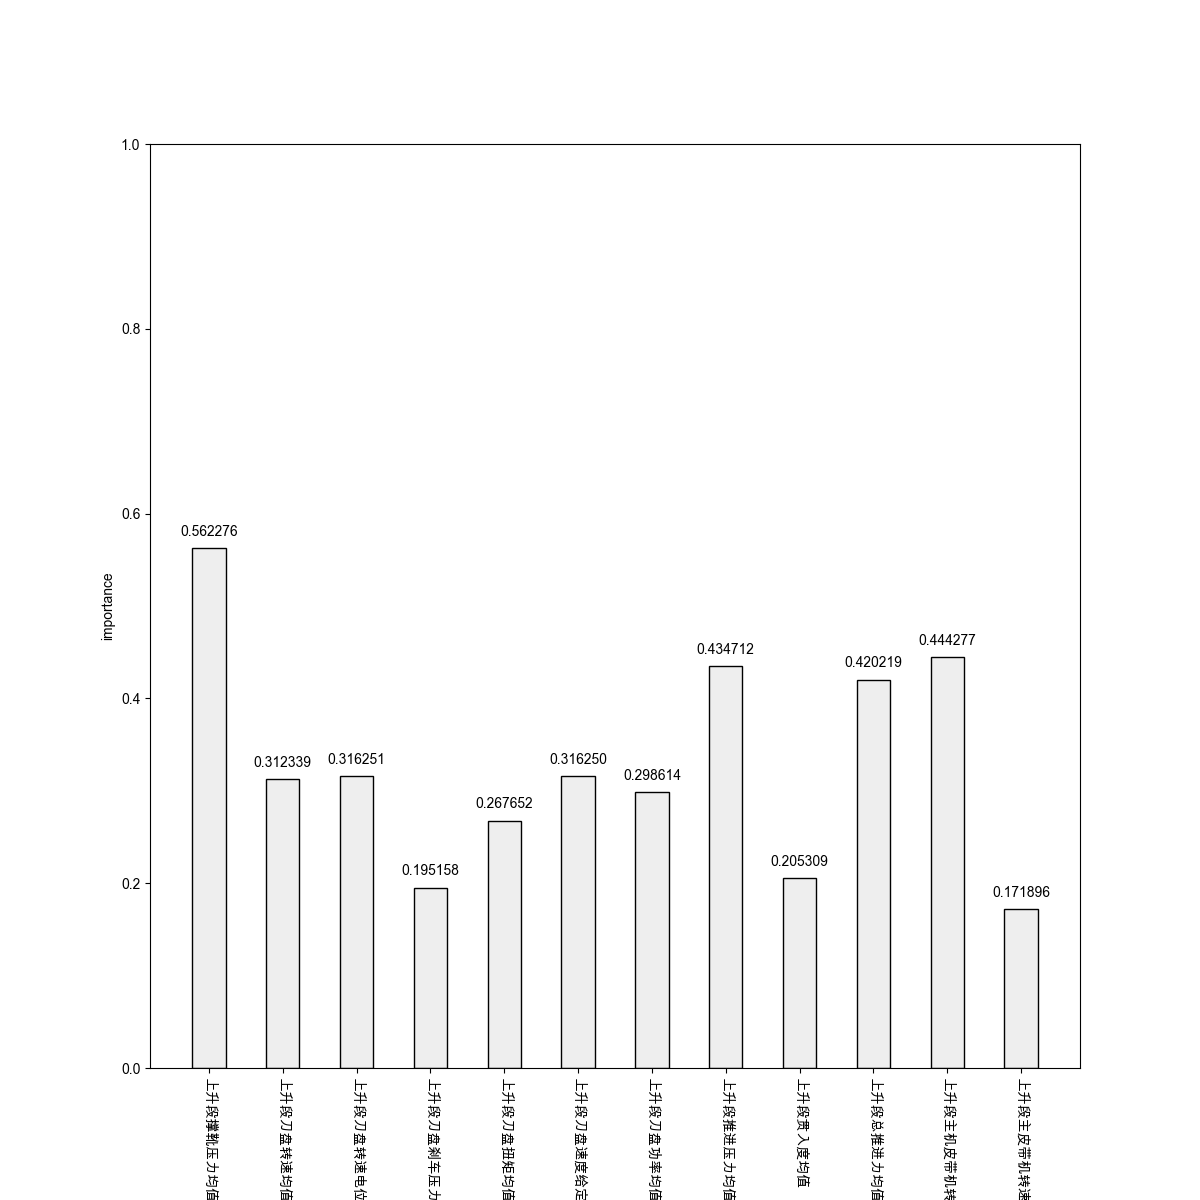 1.0
0.8
0.6
0.4
0.2
0.0
importance
0.562276
0.312339
0.316251
0.195158
0.267652
0.316250
0.298614
0.434712
0.205309
0.420219
0.444277
0.171896
上升段撑靴压力均值
上升段刀盘转速均值
上升段刀盘转速电位
上升段刀盘刹车压力
上升段刀盘扭矩均值
上升段刀盘速度给定
上升段刀盘功率均值
上升段推进压力均值
上升段贯入度均值
上升段总推进力均值
上升段主机皮带机转
上升段主皮带机转速